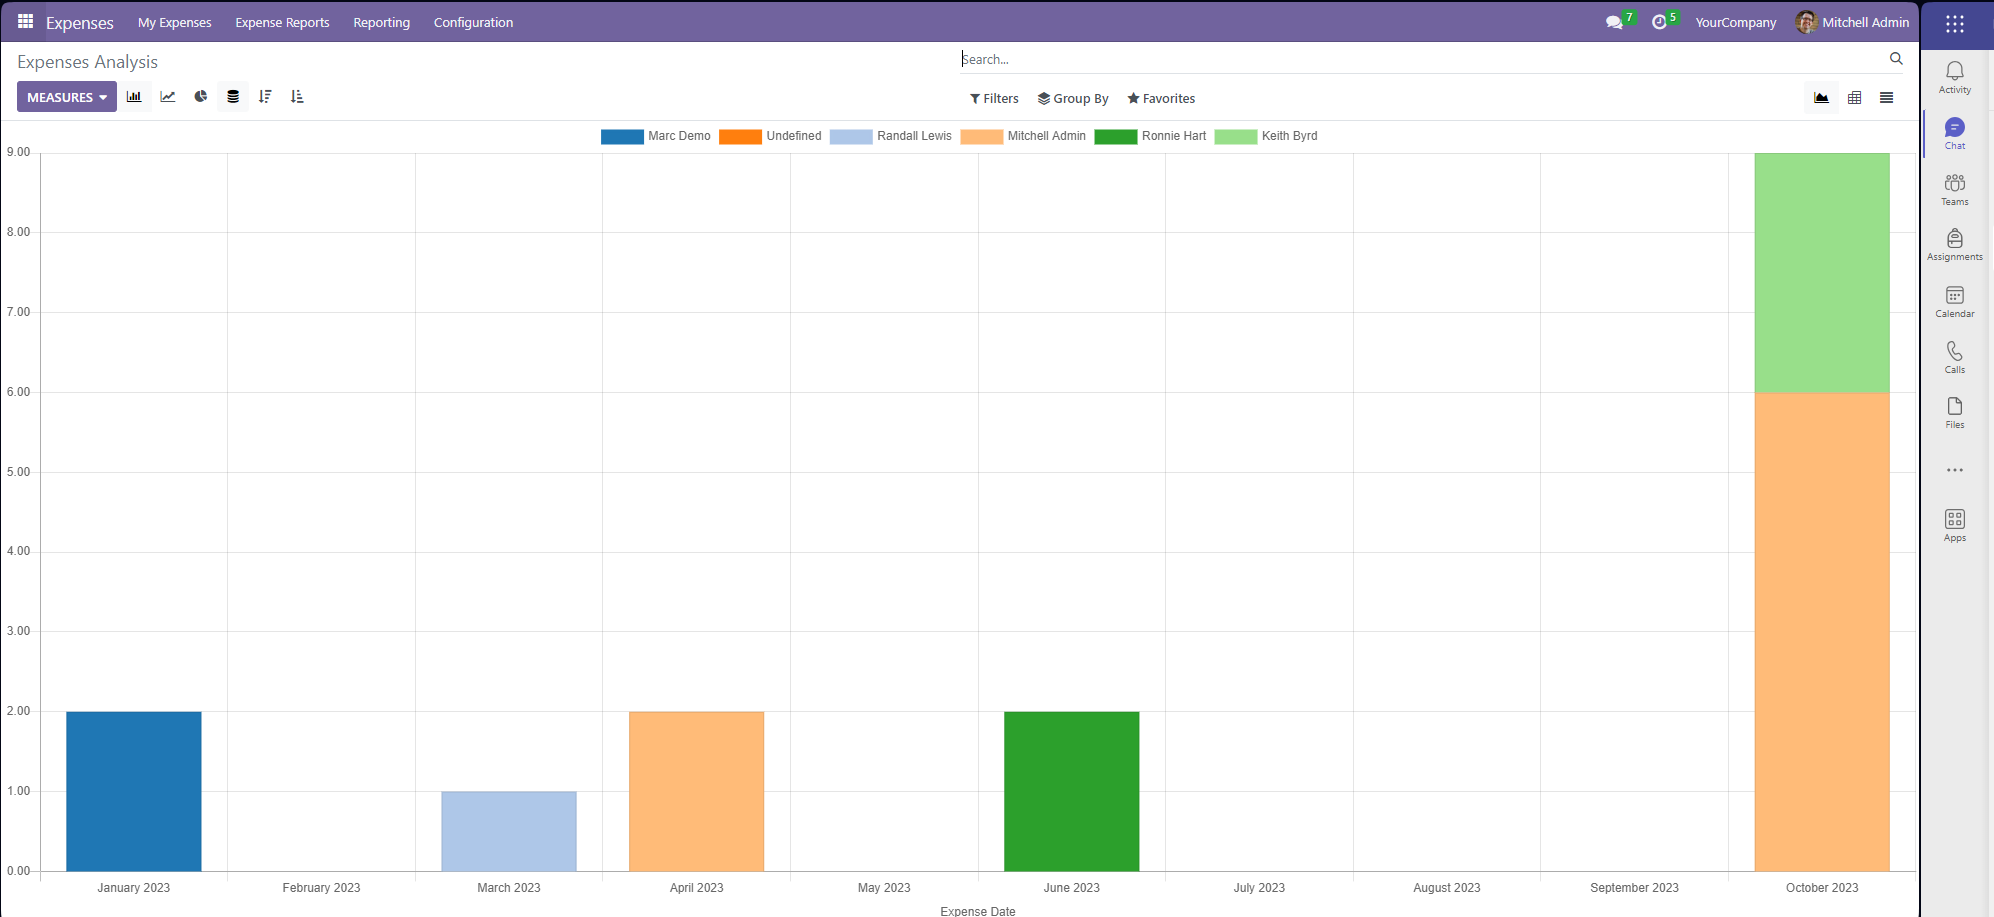 Expenses My Expenses Expense Reports Reporting Configuration 7 5 YourCompany Mitchell Admin
Expenses Analysis
Search...
MEASURES
Filters Group By Favorites
Marc Demo Undefined Randall Lewis Mitchell Admin Ronnie Hart Keith Byrd
9.00
8.00
7.00
6.00
5.00
4.00
3.00
2.00
1.00
0.00
January 2023 February 2023 March 2023 April 2023 May 2023 June 2023 July 2023 August 2023 September 2023 October 2023
Expense Date
Activity
Chat
Teams
Assignments
Calendar
Calls
Files
Apps